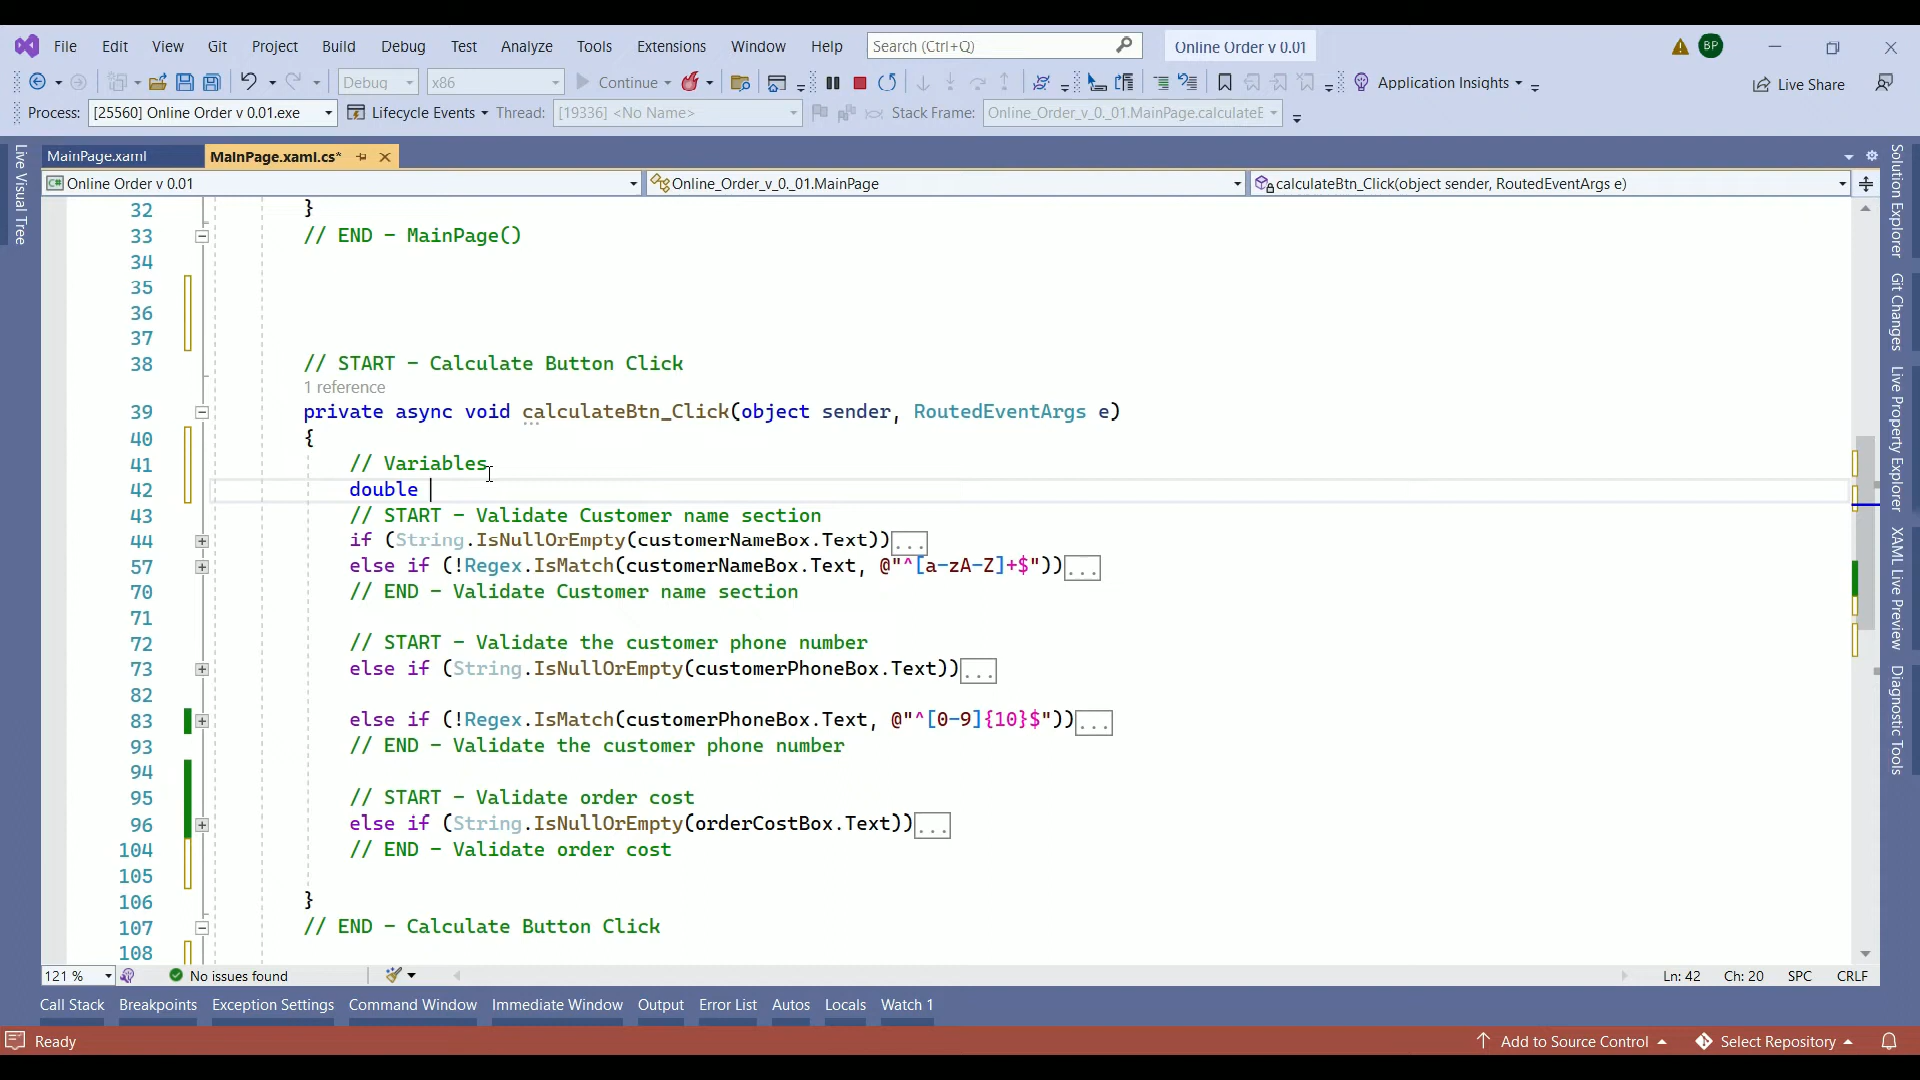 File Edit View Git Project Build Debug Test Analyze Tools Extensions Window Help Search (Ctrl+Q) Online Order v 0.01 BP
Debug x86 Continue Application Insights Live Share
Process: [25560] Online Order v 0.01.exe Lifecycle Events Thread: [19336] <No Name> Stack Frame: Online_Order_v_0._01.MainPage.calculateE
MainPage.xaml MainPage.xaml.cs*
C# Online Order v 0.01 Online_Order_v_0._01.MainPage calculateBtn_Click(object sender, RoutedEventArgs e)
Live Visual Tree
32 }
33 // END - MainPage()
34
35
36
37
38 // START - Calculate Button Click
1 reference
39 private async void calculateBtn_Click(object sender, RoutedEventArgs e)
40 {
41 // Variables
42 double
43 // START - Validate Customer name section
44 if (String.IsNullOrEmpty(customerNameBox.Text))...
57 else if (!Regex.IsMatch(customerNameBox.Text, @"^[a-zA-Z]+$"))...
70 // END - Validate Customer name section
71
72 // START - Validate the customer phone number
73 else if (String.IsNullOrEmpty(customerPhoneBox.Text))...
82
83 else if (!Regex.IsMatch(customerPhoneBox.Text, @"^[0-9]{10}$"))...
93 // END - Validate the customer phone number
94
95 // START - Validate order cost
96 else if (String.IsNullOrEmpty(orderCostBox.Text))...
104 // END - Validate order cost
105
106 }
107 // END - Calculate Button Click
108
Solution Explorer
Git Changes
Live Property Explorer
XAML Live Preview
Diagnostic Tools
121 % No issues found Ln: 42 Ch: 20 SPC CRLF
Call Stack Breakpoints Exception Settings Command Window Immediate Window Output Error List Autos Locals Watch 1
Ready Add to Source Control Select Repository